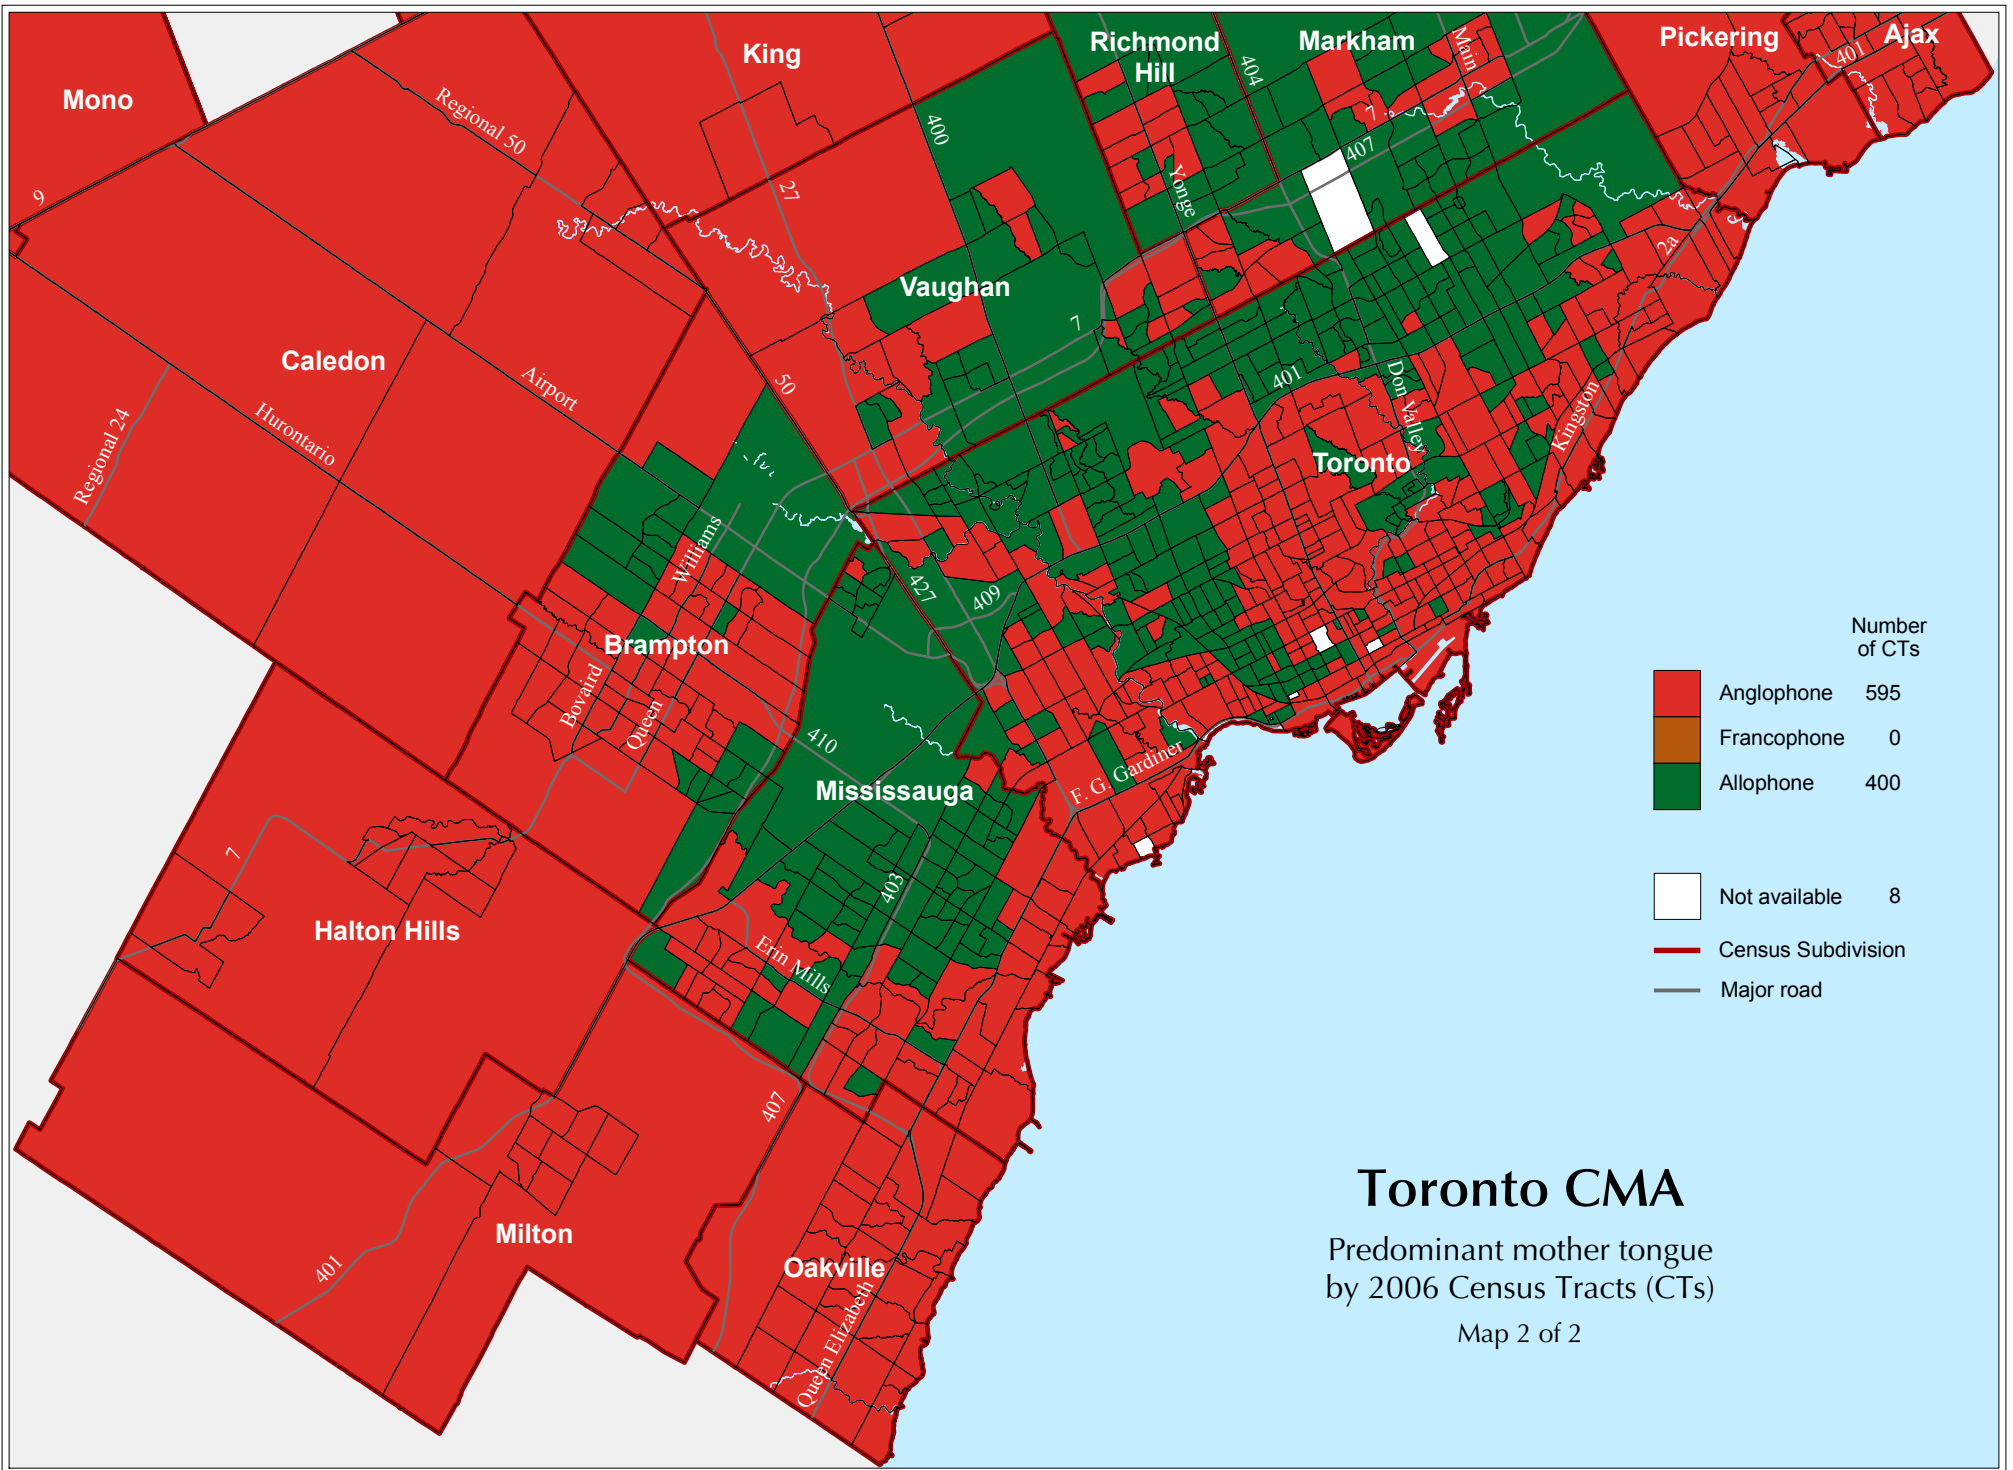 King
Richmond
Hill
Markham
Main
Pickering
Ajax
401
Mono
Regional 50
400
404
7
407
9
27
Yonge
2a
Vaughan
7
Caledon
Airport
50
401
Don Valley
Kingston
Regional 24
Hurontario
Toronto
Williams
427
409
Brampton
Bovaird
Queen
410
Mississauga
F. G. Gardiner
7
403
Halton Hills
Erin Mills
407
Milton
401
Oakville
Queen Elizabeth
Number
of CTs
Anglophone 595
Francophone 0
Allophone 400
Not available 8
Census Subdivision
Major road
Toronto CMA
Predominant mother tongue
by 2006 Census Tracts (CTs)
Map 2 of 2